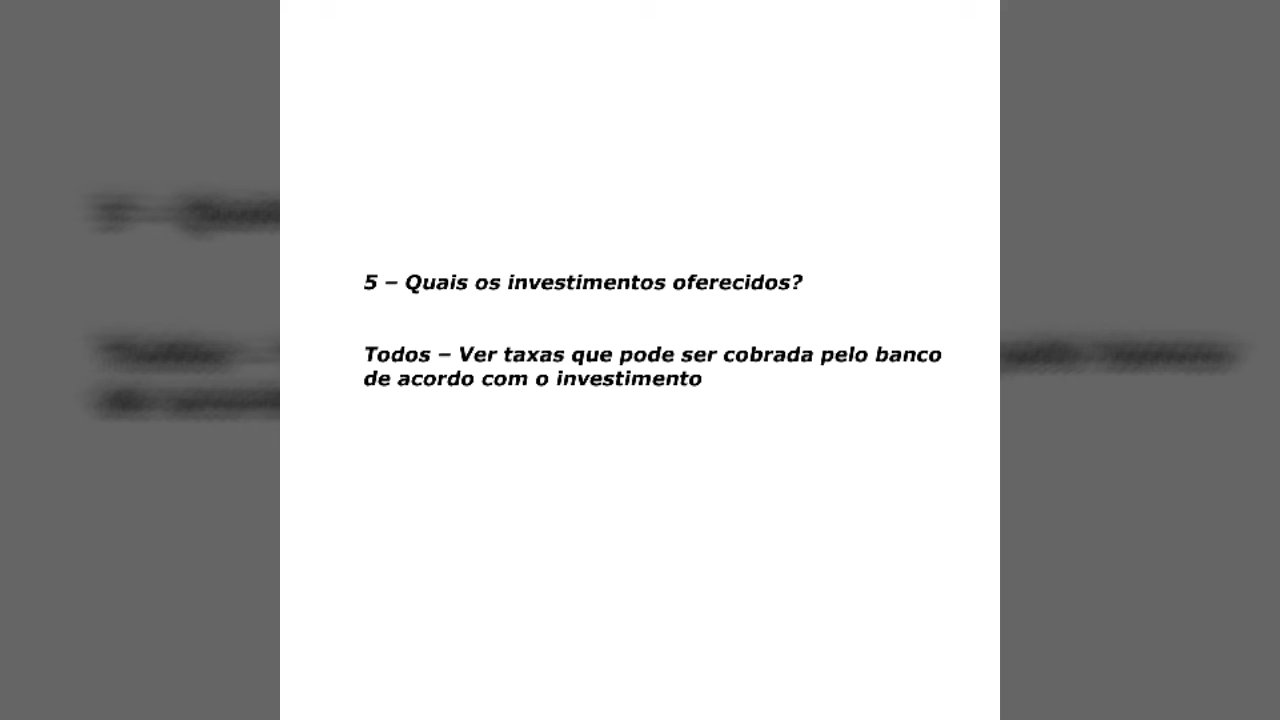 5 – Quais os investimentos oferecidos?
Todos – Ver taxas que pode ser cobrada pelo banco
de acordo com o investimento